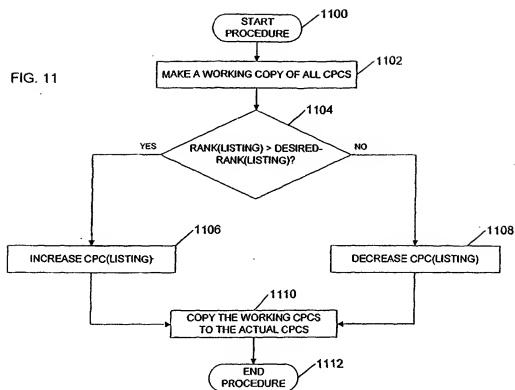 1100
START
PROCEDURE
1102
MAKE A WORKING COPY OF ALL CPCS
FIG. 11
1104
YES
RANK(LISTING) > DESIRED-
RANK(LISTING)?
NO
1106
INCREASE CPC(LISTING)
1108
DECREASE CPC(LISTING)
1110
COPY THE WORKING CPCS
TO THE ACTUAL CPCS
END
PROCEDURE
1112